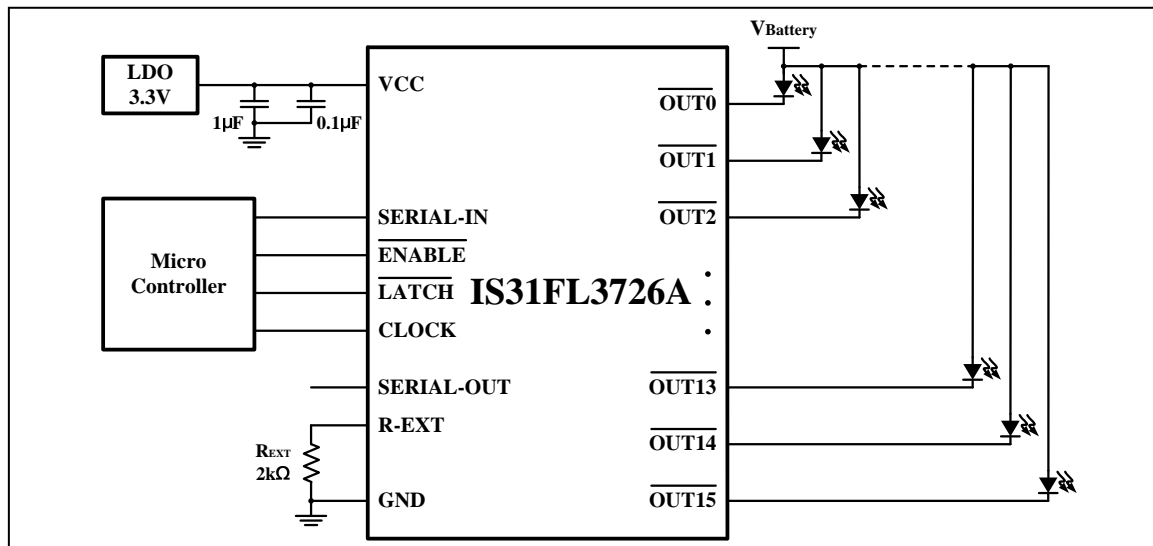 LDO
3.3V
1μF
0.1μF
Micro
Controller
REXT
2kΩ
VCC
SERIAL-IN
ENABLE
LATCH
CLOCK
SERIAL-OUT
R-EXT
GND
IS31FL3726A
VBattery
OUT0
OUT1
OUT2
OUT13
OUT14
OUT15